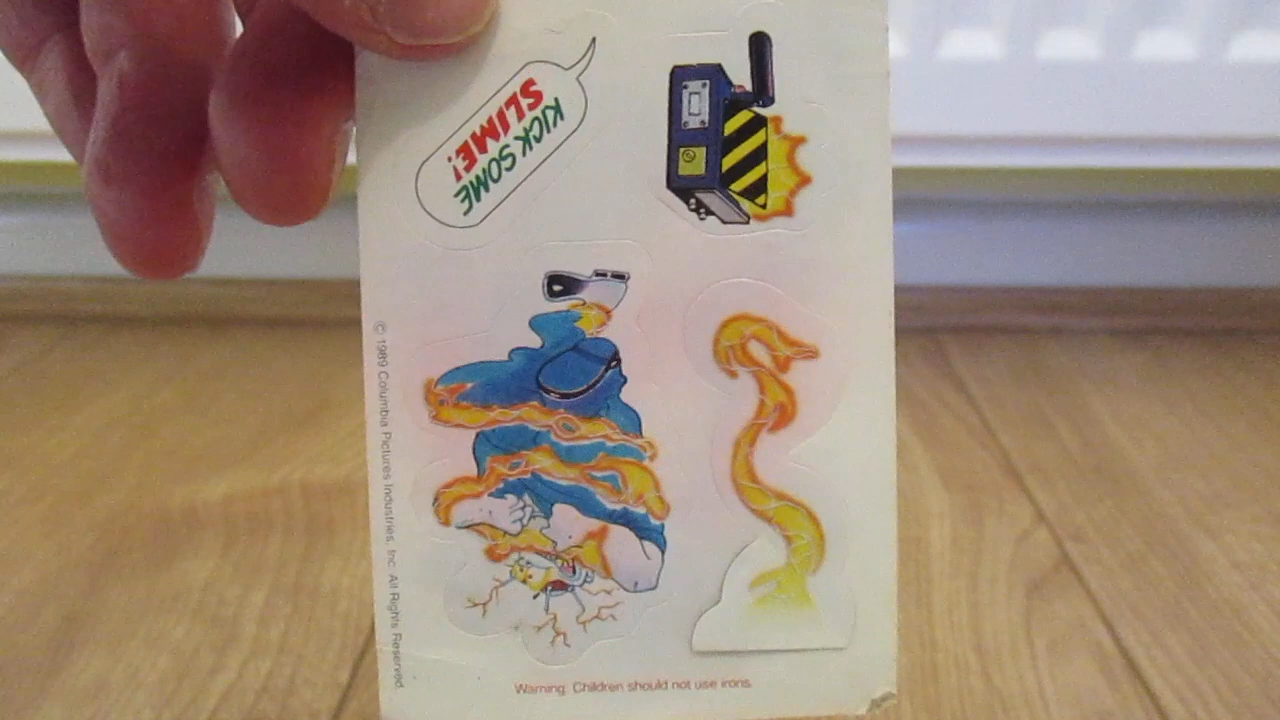 KICK SOME
SLIME!
© 1989 Columbia Pictures Industries, Inc. All Rights Reserved.
Warning: Children should not use irons.